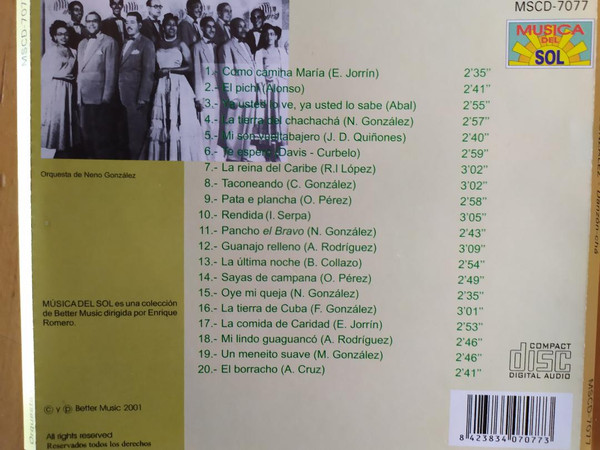 MSCD-7077
MUSICA
DEL
SOL
1.- Como camina María (E. Jorrín) 2'35"
2.- El pichi (Alonso) 2'41"
3.- Ya usted lo ve, ya usted lo sabe (Abal) 2'55"
4.- La tierra del chachachá (N. González) 2'57"
5.- Mi son vueltabajero (J. D. Quiñones) 2'40"
6.- Te espero (Davis - Curbelo) 2'59"
7.- La reina del Caribe (R.I López) 3'02"
8.- Taconeando (C. González) 3'02"
9.- Pata e plancha (O. Pérez) 2'58"
10.- Rendida (I. Serpa) 3'05"
11.- Pancho el Bravo (N. González) 2'43"
12.- Guanajo relleno (A. Rodríguez) 3'09"
13.- La última noche (B. Collazo) 2'54"
14.- Sayas de campana (O. Pérez) 2'49"
15.- Oye mi queja (N. González) 2'35"
16.- La tierra de Cuba (F. González) 3'01"
17.- La comida de Caridad (E. Jorrín) 2'53"
18.- Mi lindo guaguancó (A. Rodríguez) 2'46"
19.- Un meneito suave (M. González) 2'46"
20.- El borracho (A. Cruz) 2'41"
Orquesta de Neno González
MÚSICA DEL SOL es una colección
de Better Music dirigida por Enrique
Romero.
© y ℗ Better Music 2001
All rights reserved
Reservados todos los derechos
COMPACT
disc
DIGITAL AUDIO
8 423834 070773
MSCD-7077
MSCD-7077